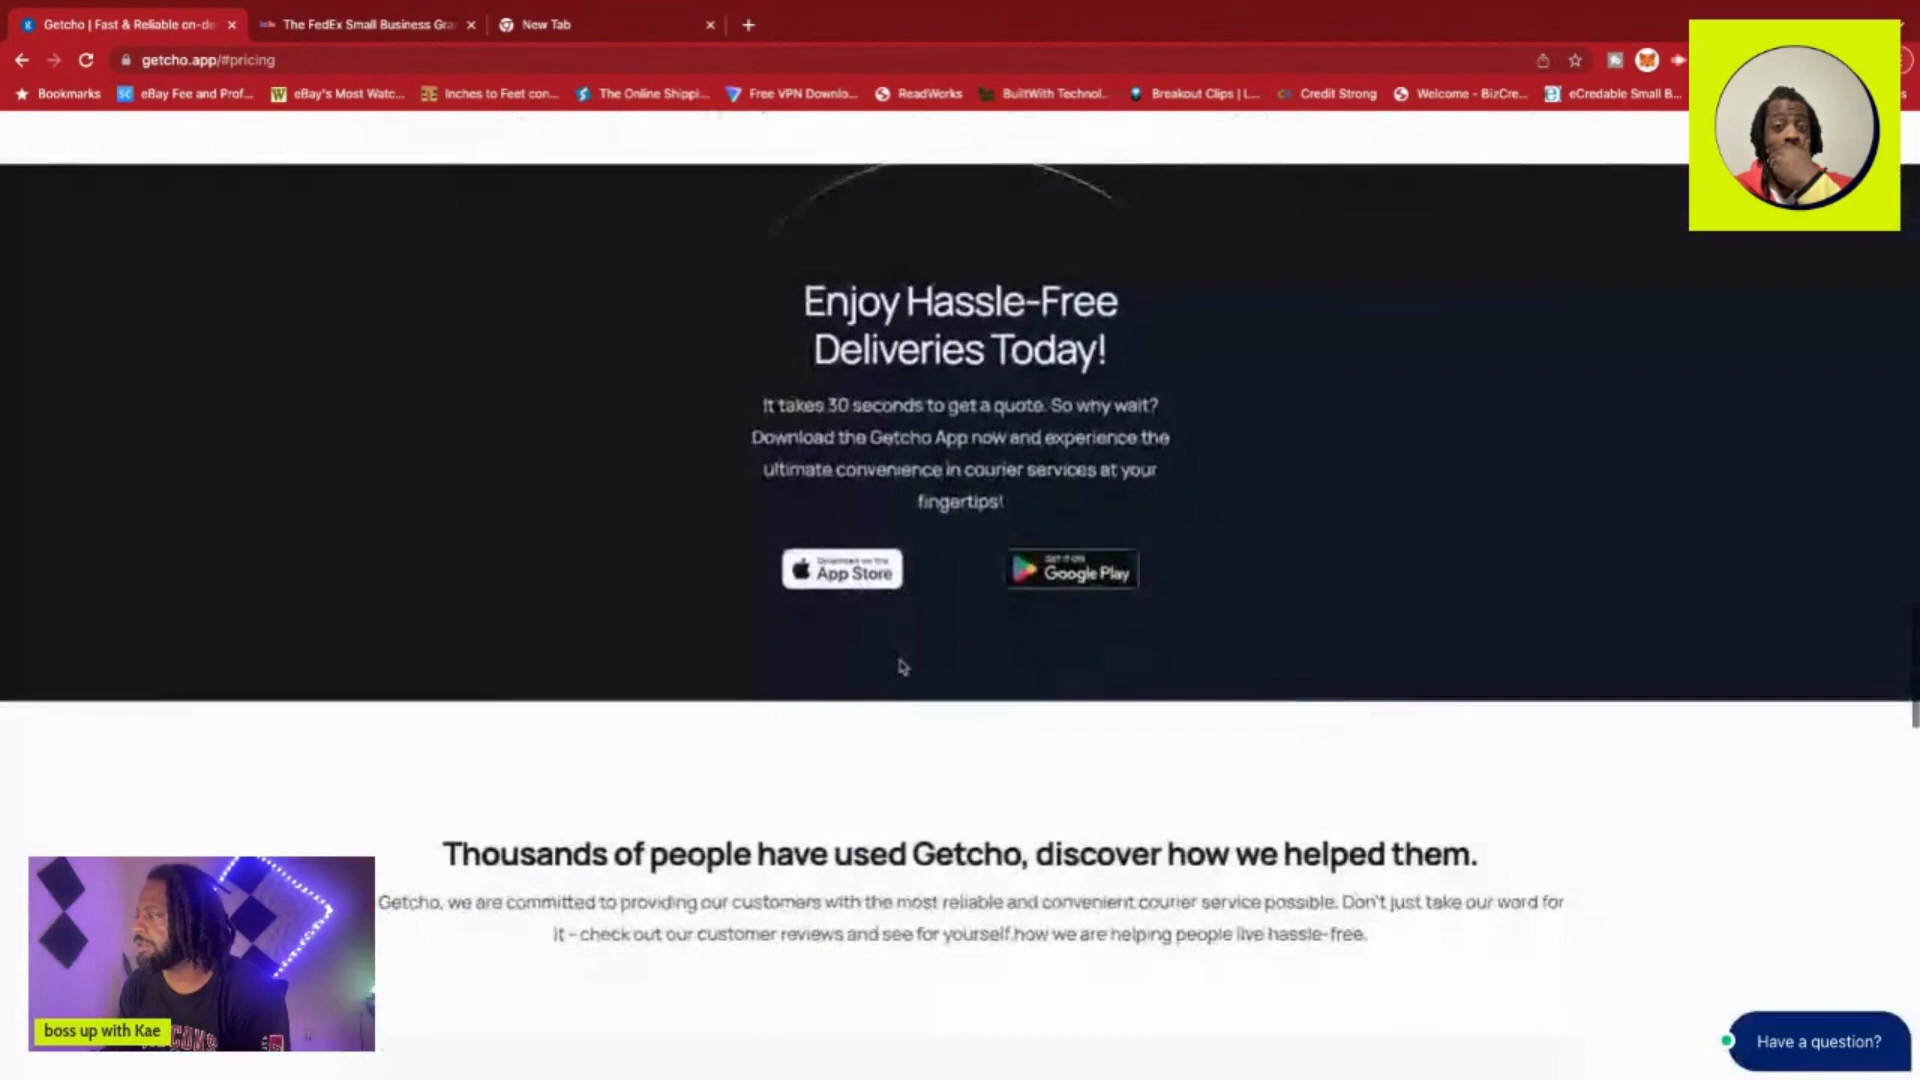 Getcho | Fast & Reliable on-de
The FedEx Small Business Gra
New Tab
getcho.app/#pricing
Bookmarks
eBay Fee and Prof...
eBay's Most Watc...
Inches to Feet con...
The Online Shippi...
Free VPN Downlo...
ReadWorks
BuiltWith Technol...
Breakout Clips | L...
Credit Strong
Welcome - BizCre...
eCredable Small B...
Enjoy Hassle-Free
Deliveries Today!
It takes 30 seconds to get a quote. So why wait?
Download the Getcho App now and experience the
ultimate convenience in courier services at your
fingertips!
Download on the
App Store
GET IT ON
Google Play
Thousands of people have used Getcho, discover how we helped them.
Getcho, we are committed to providing our customers with the most reliable and convenient courier service possible. Don't just take our word for
it - check out our customer reviews and see for yourself how we are helping people live hassle-free.
boss up with Kae
Have a question?